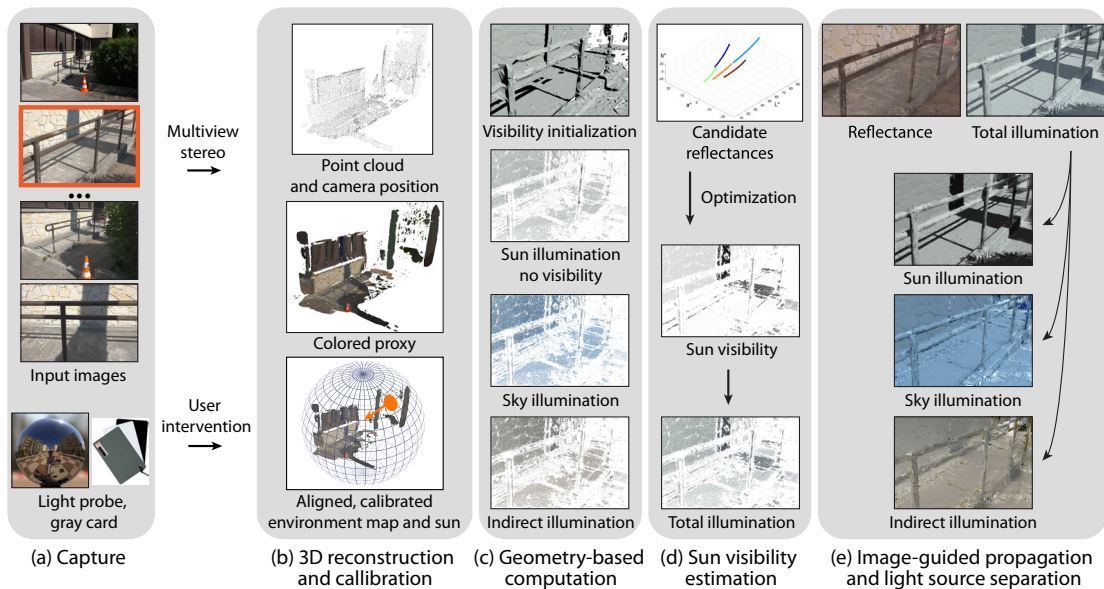 Input images
Light probe,
gray card
(a) Capture
Multiview
stereo
User
intervention
Point cloud
and camera position
Colored proxy
Aligned, calibrated
environment map and sun
(b) 3D reconstruction
and callibration
Visibility initialization
Sun illumination
no visibility
Sky illumination
Indirect illumination
(c) Geometry-based
computation
Candidate
reflectances
Optimization
Sun visibility
Total illumination
(d) Sun visibility
estimation
Reflectance
Total illumination
Sun illumination
Sky illumination
Indirect illumination
(e) Image-guided propagation
and light source separation